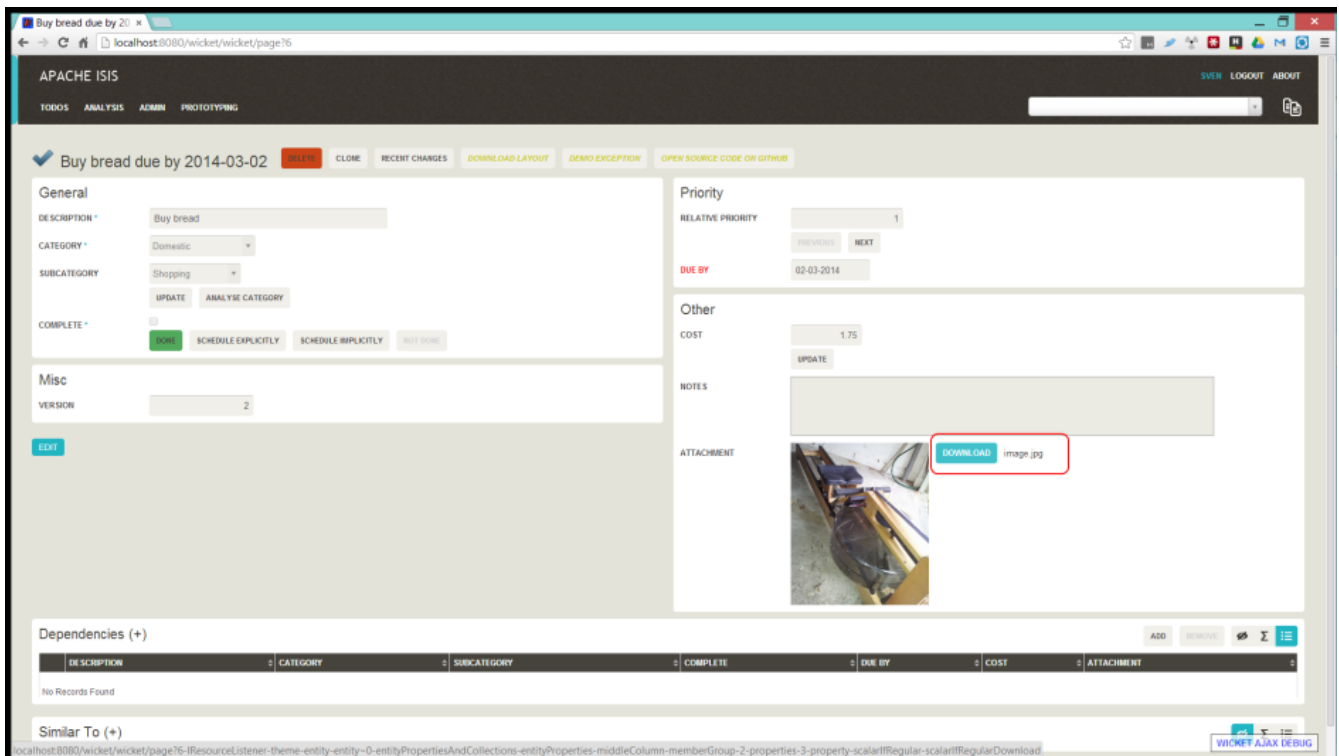 Buy bread due by 20
localhost:8080/wicket/wicket/page?6
APACHE ISIS
SVEN LOGOUT ABOUT
TODOS ANALYSIS ADMIN PROTOTYPING
Buy bread due by 2014-03-02 DELETE CLONE RECENT CHANGES DOWNLOAD LAYOUT DEMO EXCEPTION OPEN SOURCE CODE ON GITHUB
General
DESCRIPTION * Buy bread
CATEGORY * Domestic
SUBCATEGORY Shopping
UPDATE ANALYSE CATEGORY
COMPLETE *
DONE SCHEDULE EXPLICITLY SCHEDULE IMPLICITLY NOT DONE
Misc
VERSION 2
EDIT
Priority
RELATIVE PRIORITY 1
PREVIOUS NEXT
DUE BY 02-03-2014
Other
COST 1.75
UPDATE
NOTES
ATTACHMENT DOWNLOAD image.jpg
Dependencies (+) ADD REMOVE Σ
DESCRIPTION CATEGORY SUBCATEGORY COMPLETE DUE BY COST ATTACHMENT
No Records Found
Similar To (+)
localhost:8080/wicket/wicket/page?6-IResourceListener-theme-entity-entity~0-entityPropertiesAndCollections-entityProperties-middleColumn-memberGroup-2-properties-3-property-scalarIfRegular-scalarIfRegularDownload
WICKET AJAX DEBUG